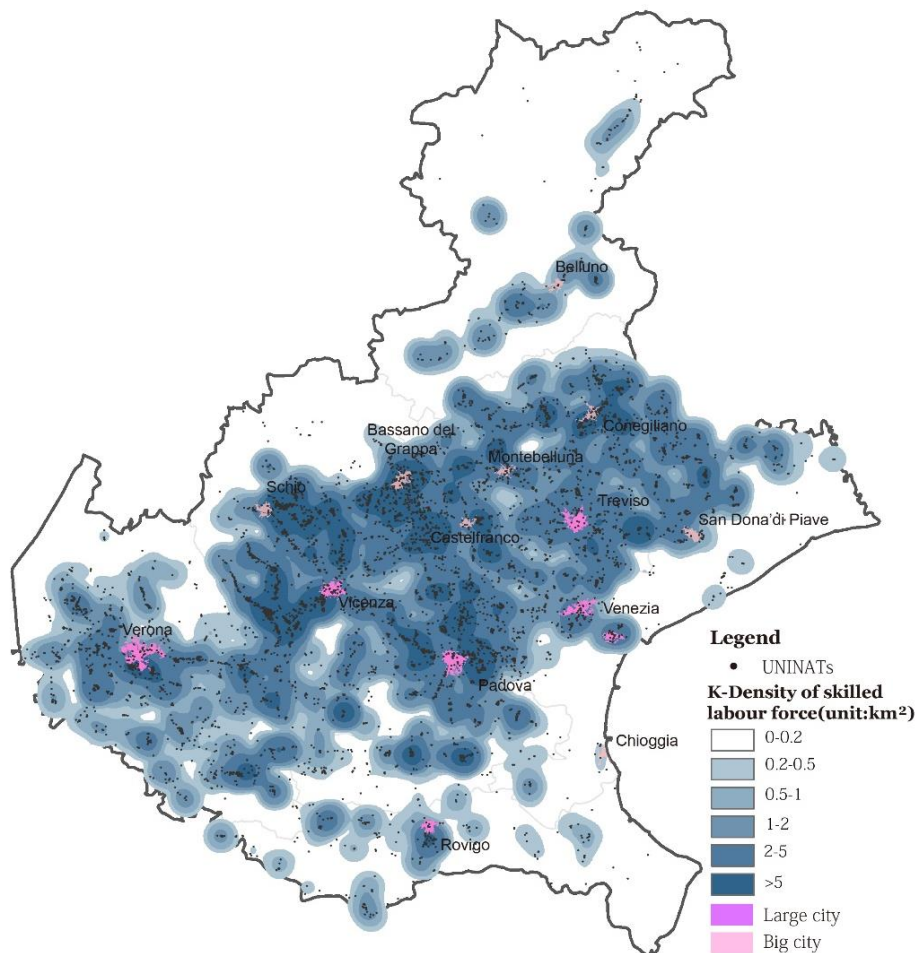 Belluno
Bassano del
Grappa
Conegiliano
Montebelluna
Schio
Treviso
San Dona'di Piave
Castelfranco
Vicenza
Venezia
Verona
Padova
Chioggia
Rovigo
Legend
UNINATs
K-Density of skilled
labour force(unit:km²)
0-0.2
0.2-0.5
0.5-1
1-2
2-5
>5
Large city
Big city